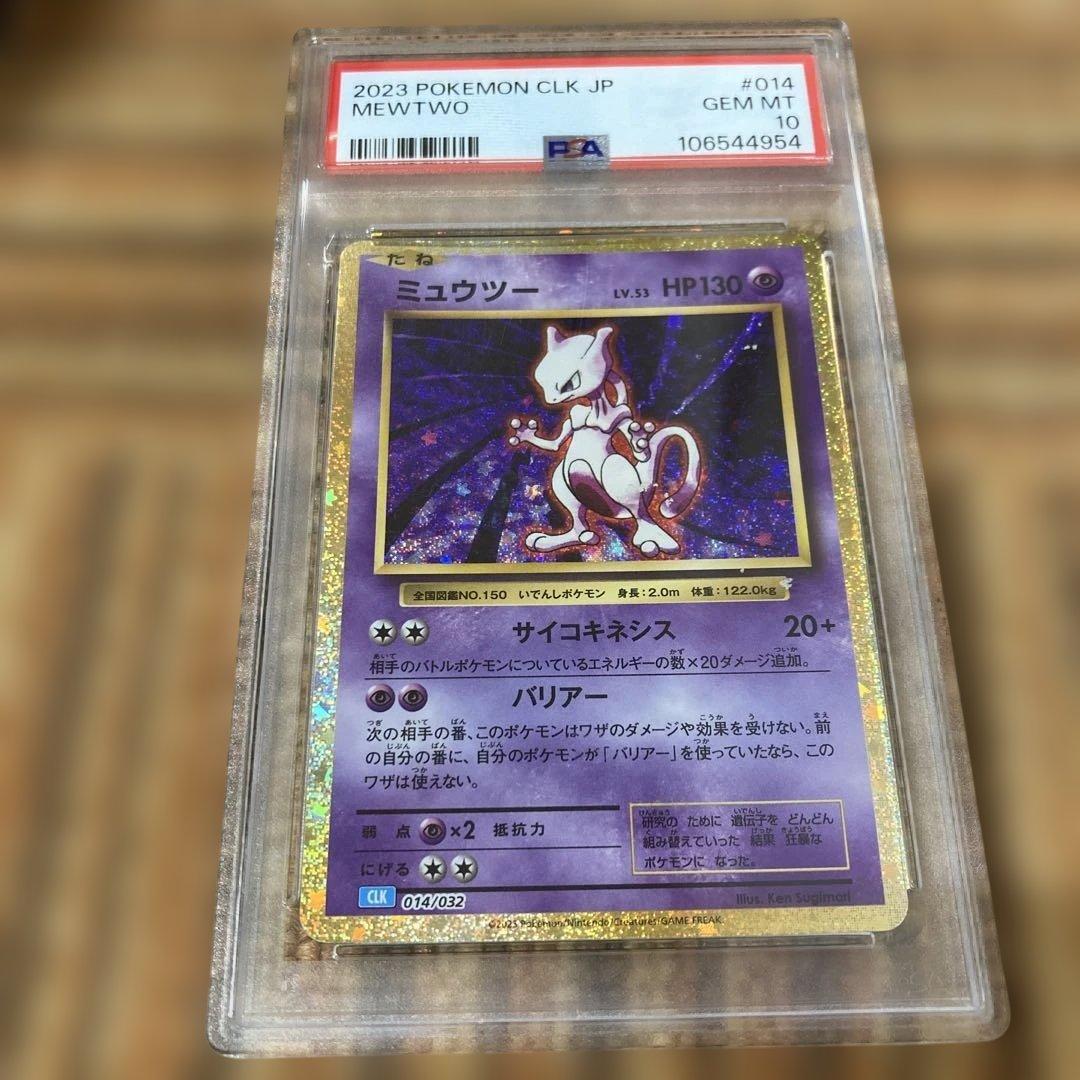 2023 POKEMON CLK JP #014
MEWTWO GEM MT
10
PSA 106544954
たね
ミュウツー LV.53 HP130
全国図鑑NO.150 いでんしポケモン 身長:2.0m 体重:122.0kg
サイコキネシス 20+
相手のバトルポケモンについているエネルギーの数×20ダメージ追加。
バリアー
次の相手の番、このポケモンはワザのダメージや効果を受けない。前
の自分の番に、自分のポケモンが「バリアー」を使っていたなら、この
ワザは使えない。
弱点 ×2 抵抗力
にげる
研究の ために 遺伝子を どんどん
組み替えていった 結果 狂暴な
ポケモンに なった。
CLK 014/032
Illus. Ken Sugimori
©2023 Pokémon/Nintendo/Creatures/GAME FREAK.